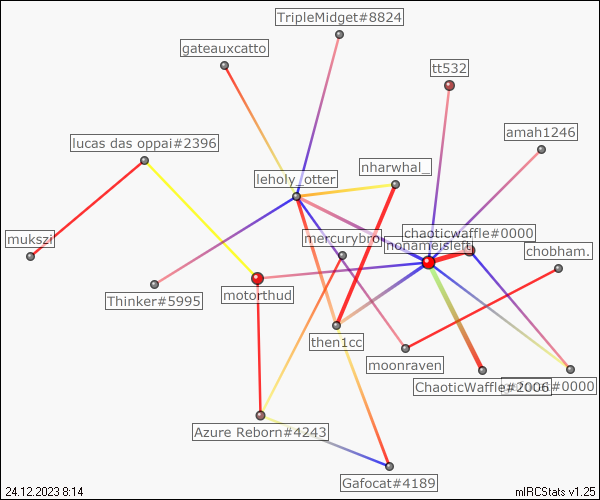 TripleMidget#8824
gateauxcatto
tt532
amah1246
lucas das oppai#2396
nharwhal_
leholy_otter
chaoticwaffle#0000
mukszi
mercurybro
chobham.
Thinker#5995
motorthud
then1cc
moonraven
ChaoticWaffle#2006
#0000
Azure Reborn#4243
Gafocat#4189
24.12.2023 8:14
mIRCStats v1.25